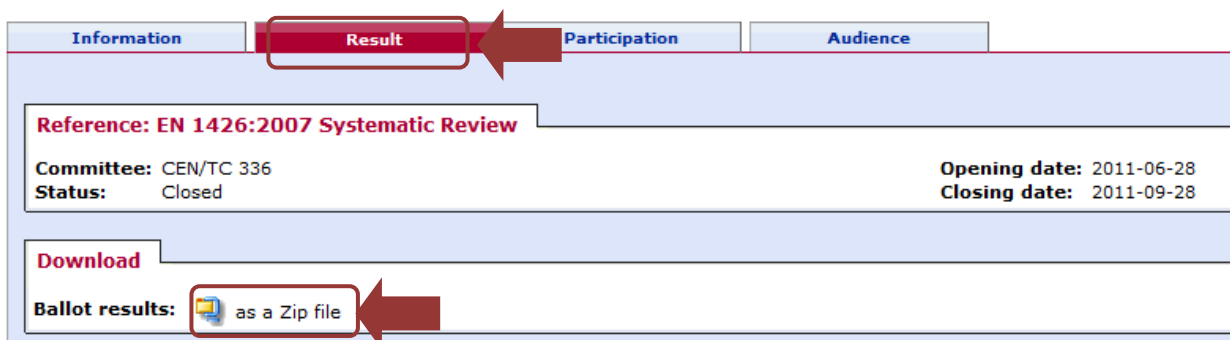 Information Result Participation Audience
Reference: EN 1426:2007 Systematic Review
Committee: CEN/TC 336 Opening date: 2011-06-28
Status: Closed Closing date: 2011-09-28
Download
Ballot results: as a Zip file